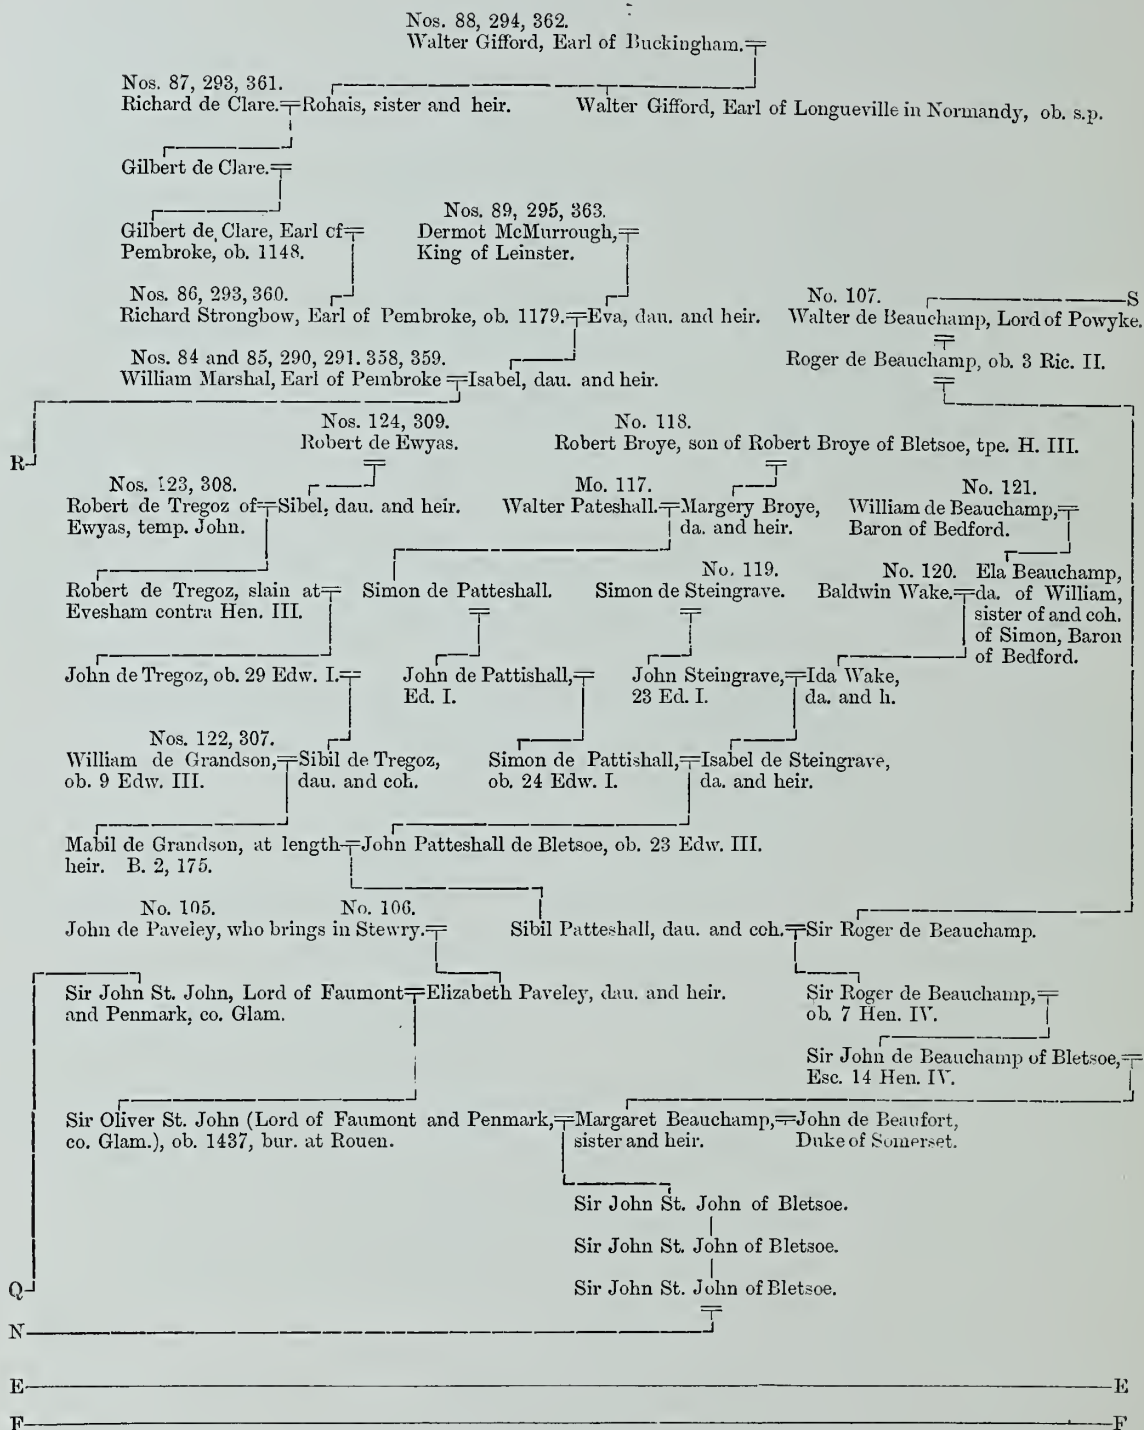 Nos. 88, 294, 362.
Walter Gifford, Earl of Buckingham.
Nos. 87, 293, 361.
Richard de Clare. Rohais, sister and heir. Walter Gifford, Earl of Longueville in Normandy, ob. s.p.
Gilbert de Clare.
Nos. 89, 295, 363.
Gilbert de Clare, Earl cf Dermot McMurrough,
Pembroke, ob. 1148. King of Leinster.
Nos. 86, 293, 360. No. 107. S
Richard Strongbow, Earl of Pembroke, ob. 1179. Eva, dau. and heir. Walter de Beauchamp, Lord of Powyke.
Nos. 84 and 85, 290, 291. 358, 359. Roger de Beauchamp, ob. 3 Ric. II.
William Marshal, Earl of Pembroke Isabel, dau. and heir.
Nos. 124, 309. No. 118.
Robert de Ewyas. Robert Broye, son of Robert Broye of Bletsoe, tpe. H. III.
R
Nos. 123, 308. Mo. 117. No. 121.
Robert de Tregoz of Sibel, dau. and heir. Walter Pateshall. Margery Broye, William de Beauchamp,
Ewyas, temp. John. da. and heir. Baron of Bedford.
No. 119. No. 120. Ela Beauchamp,
Robert de Tregoz, slain at Simon de Patteshall. Simon de Steingrave. Baldwin Wake. da. of William,
Evesham contra Hen. III. sister of and coh.
of Simon, Baron
of Bedford.
John de Tregoz, ob. 29 Edw. I. John de Pattishall, John Steingrave, Ida Wake,
Ed. I. 23 Ed. I. da. and h.
Nos. 122, 307.
William de Grandson, Sibil de Tregoz, Simon de Pattishall, Isabel de Steingrave,
ob. 9 Edw. III. dau. and coh. ob. 24 Edw. I. da. and heir.
Mabil de Grandson, at length John Patteshall de Bletsoe, ob. 23 Edw. III.
heir. B. 2, 175.
No. 105. No. 106.
John de Paveley, who brings in Stewry. Sibil Patteshall, dau. and coh. Sir Roger de Beauchamp.
Sir John St. John, Lord of Faumont Elizabeth Paveley, dau. and heir. Sir Roger de Beauchamp,
and Penmark, co. Glam. ob. 7 Hen. IV.
Sir John de Beauchamp of Bletsoe,
Esc. 14 Hen. IV.
Sir Oliver St. John (Lord of Faumont and Penmark, Margaret Beauchamp, John de Beaufort,
co. Glam.), ob. 1437, bur. at Rouen. sister and heir. Duke of Somerset.
Sir John St. John of Bletsoe.
Sir John St. John of Bletsoe.
Q Sir John St. John of Bletsoe.
N
E E
F F